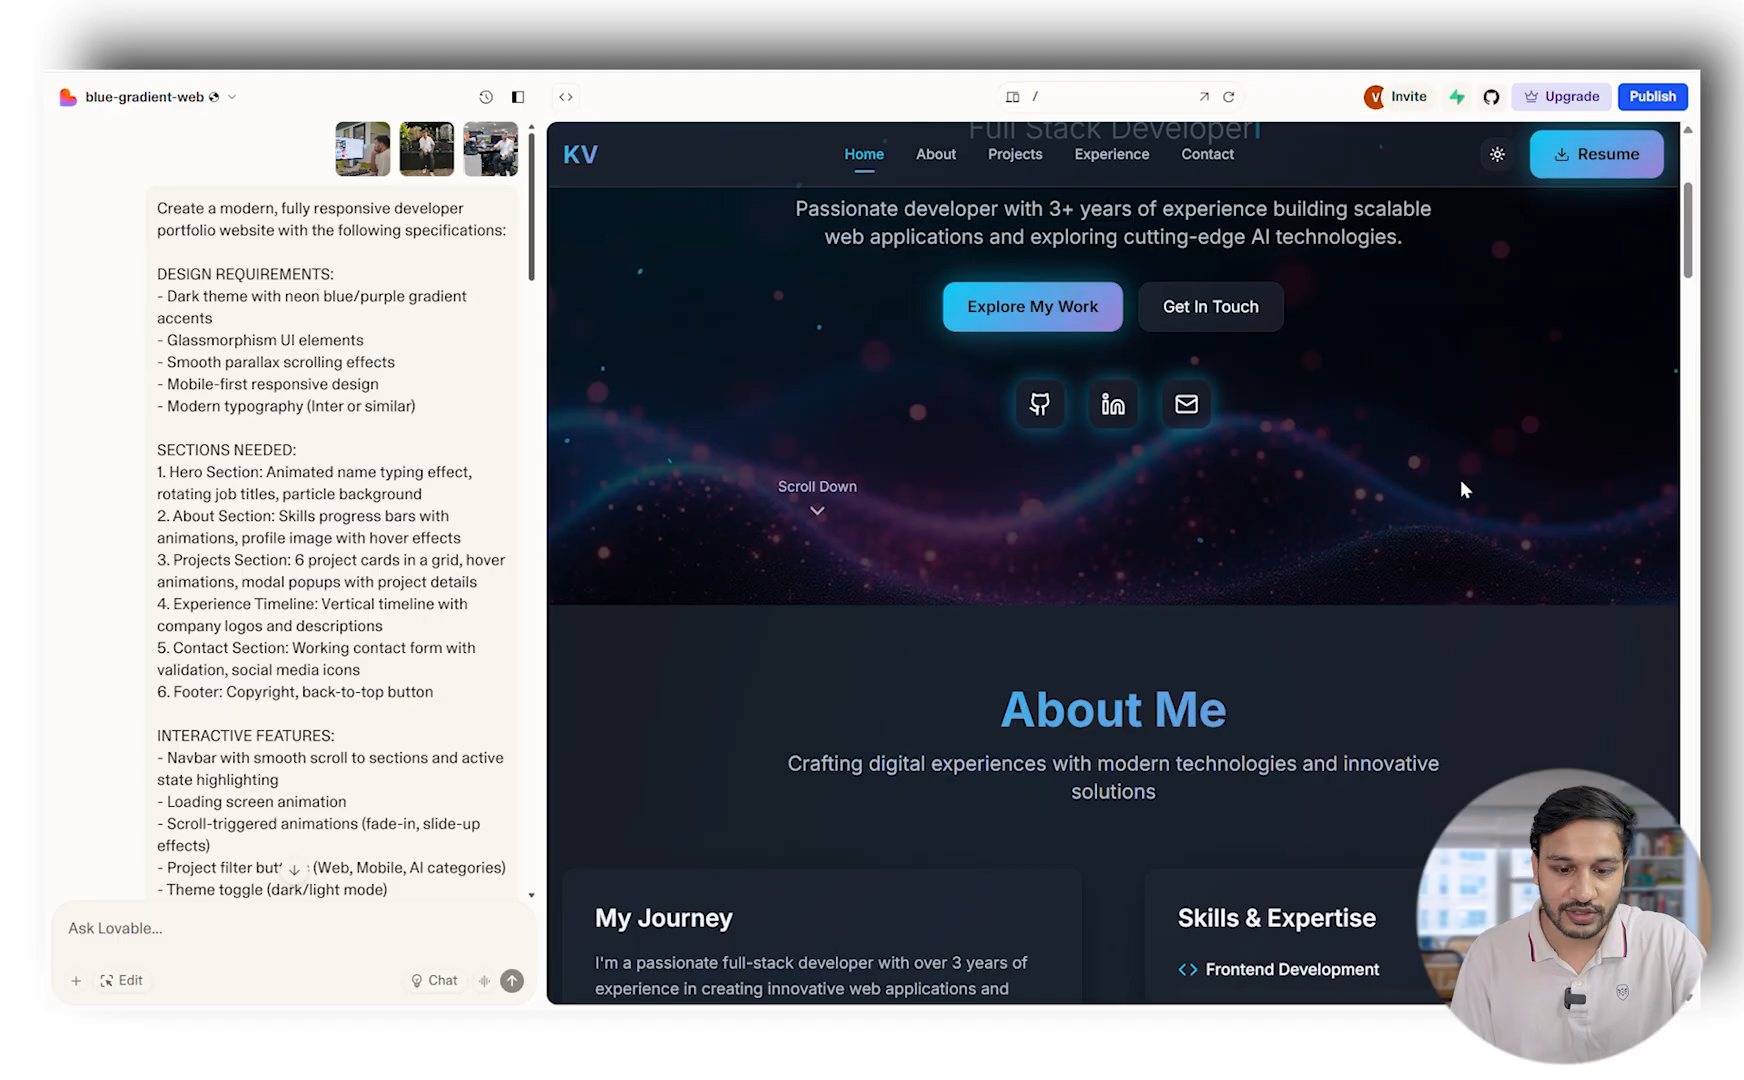 blue-gradient-web
/
Invite
Upgrade
Publish
Create a modern, fully responsive developer
portfolio website with the following specifications:
DESIGN REQUIREMENTS:
- Dark theme with neon blue/purple gradient
accents
- Glassmorphism UI elements
- Smooth parallax scrolling effects
- Mobile-first responsive design
- Modern typography (Inter or similar)
SECTIONS NEEDED:
1. Hero Section: Animated name typing effect,
rotating job titles, particle background
2. About Section: Skills progress bars with
animations, profile image with hover effects
3. Projects Section: 6 project cards in a grid, hover
animations, modal popups with project details
4. Experience Timeline: Vertical timeline with
company logos and descriptions
5. Contact Section: Working contact form with
validation, social media icons
6. Footer: Copyright, back-to-top button
INTERACTIVE FEATURES:
- Navbar with smooth scroll to sections and active
state highlighting
- Loading screen animation
- Scroll-triggered animations (fade-in, slide-up
effects)
- Project filter (Web, Mobile, AI categories)
- Theme toggle (dark/light mode)
Ask Lovable...
Edit
Chat
Full Stack Developer
KV
Home
About
Projects
Experience
Contact
Resume
Passionate developer with 3+ years of experience building scalable
web applications and exploring cutting-edge AI technologies.
Explore My Work
Get In Touch
in
Scroll Down
About Me
Crafting digital experiences with modern technologies and innovative
solutions
My Journey
I'm a passionate full-stack developer with over 3 years of
experience in creating innovative web applications and
Skills & Expertise
Frontend Development